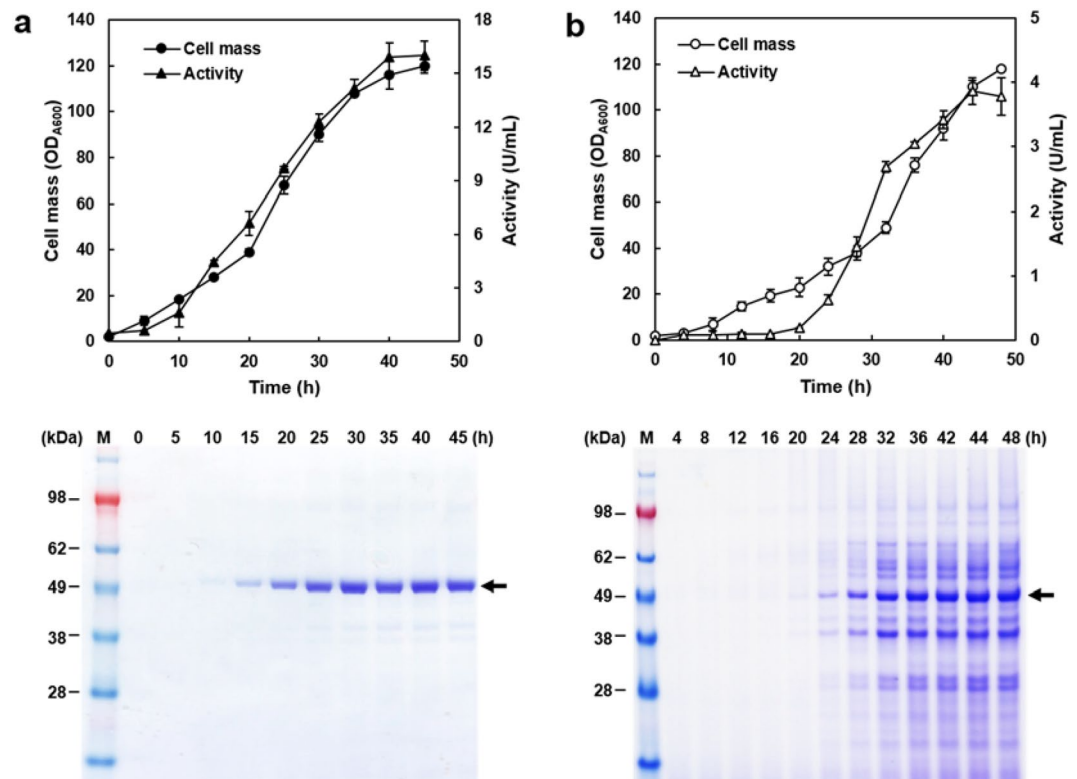 a
Cell mass
Activity
Cell mass (OD_A600)
140
120
100
80
60
40
20
0
18
15
12
9
6
3
0
Activity (U/mL)
0 10 20 30 40 50
Time (h)
b
Cell mass
Activity
Cell mass (OD_A600)
140
120
100
80
60
40
20
0
5
4
3
2
1
0
Activity (U/mL)
0 10 20 30 40 50
Time (h)
(kDa) M 0 5 10 15 20 25 30 35 40 45 (h)
98
62
49
38
28
(kDa) M 4 8 12 16 20 24 28 32 36 42 44 48 (h)
98
62
49
38
28